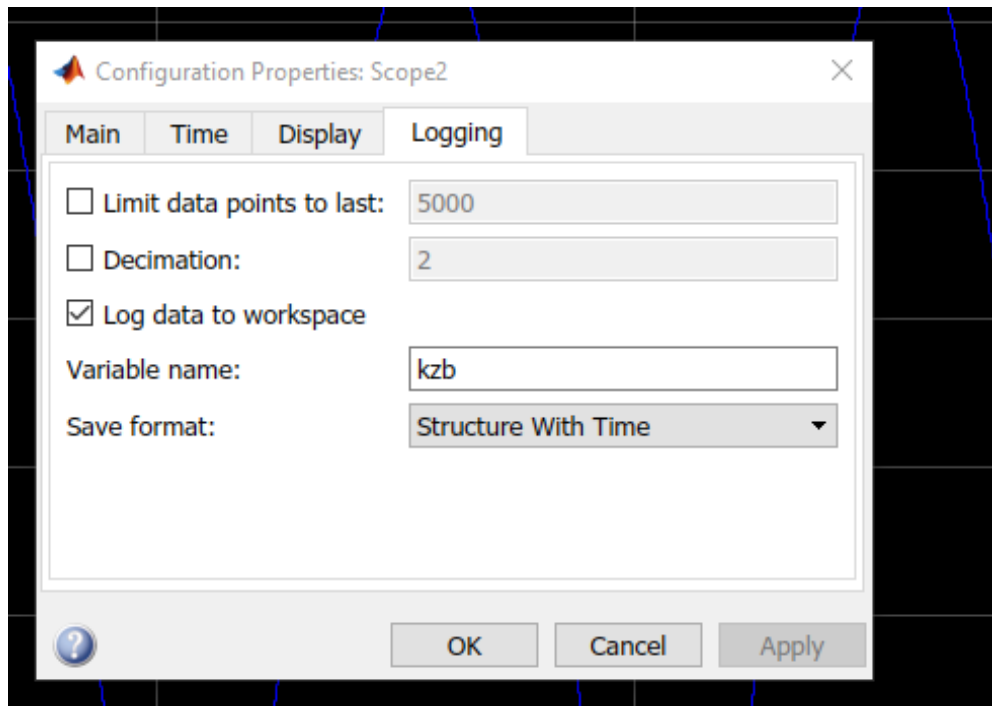 Configuration Properties: Scope2
Main Time Display Logging
Limit data points to last: 5000
Decimation: 2
Log data to workspace
Variable name: kzb
Save format: Structure With Time
? OK Cancel Apply